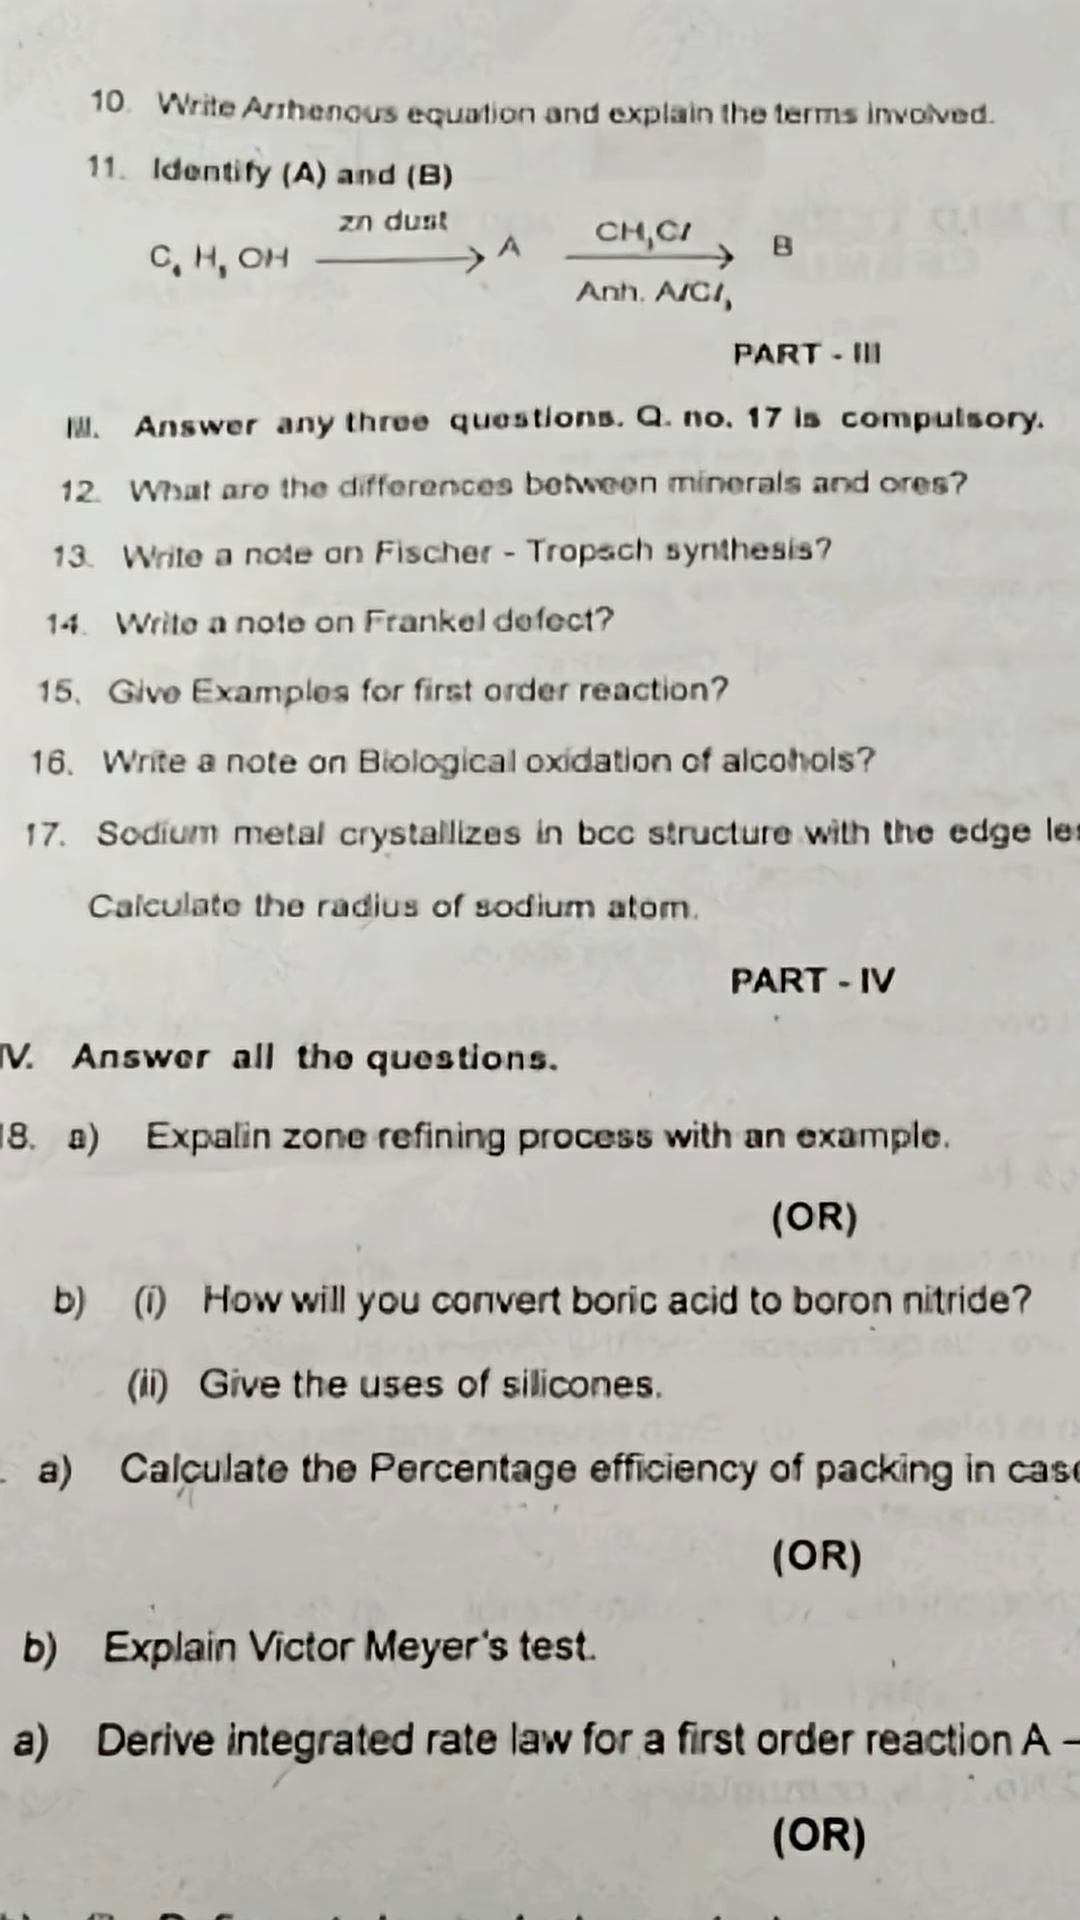 10. Write Arrhenous equation and explain the terms involved.
11. Identify (A) and (B)
zn dust CH₃Cl
C₆ H₅ OH → A → B
Anh. AlCl₃
PART - III
III. Answer any three questions. Q. no. 17 is compulsory.
12. What are the differences between minerals and ores?
13. Write a note on Fischer - Tropsch synthesis?
14. Write a note on Frankel defect?
15. Give Examples for first order reaction?
16. Write a note on Biological oxidation of alcohols?
17. Sodium metal crystallizes in bcc structure with the edge
Calculate the radius of sodium atom.
PART - IV
IV. Answer all the questions.
18. a) Expalin zone refining process with an example.
(OR)
b) (i) How will you convert boric acid to boron nitride?
(ii) Give the uses of silicones.
a) Calculate the Percentage efficiency of packing in
(OR)
b) Explain Victor Meyer's test.
a) Derive integrated rate law for a first order reaction A
(OR)